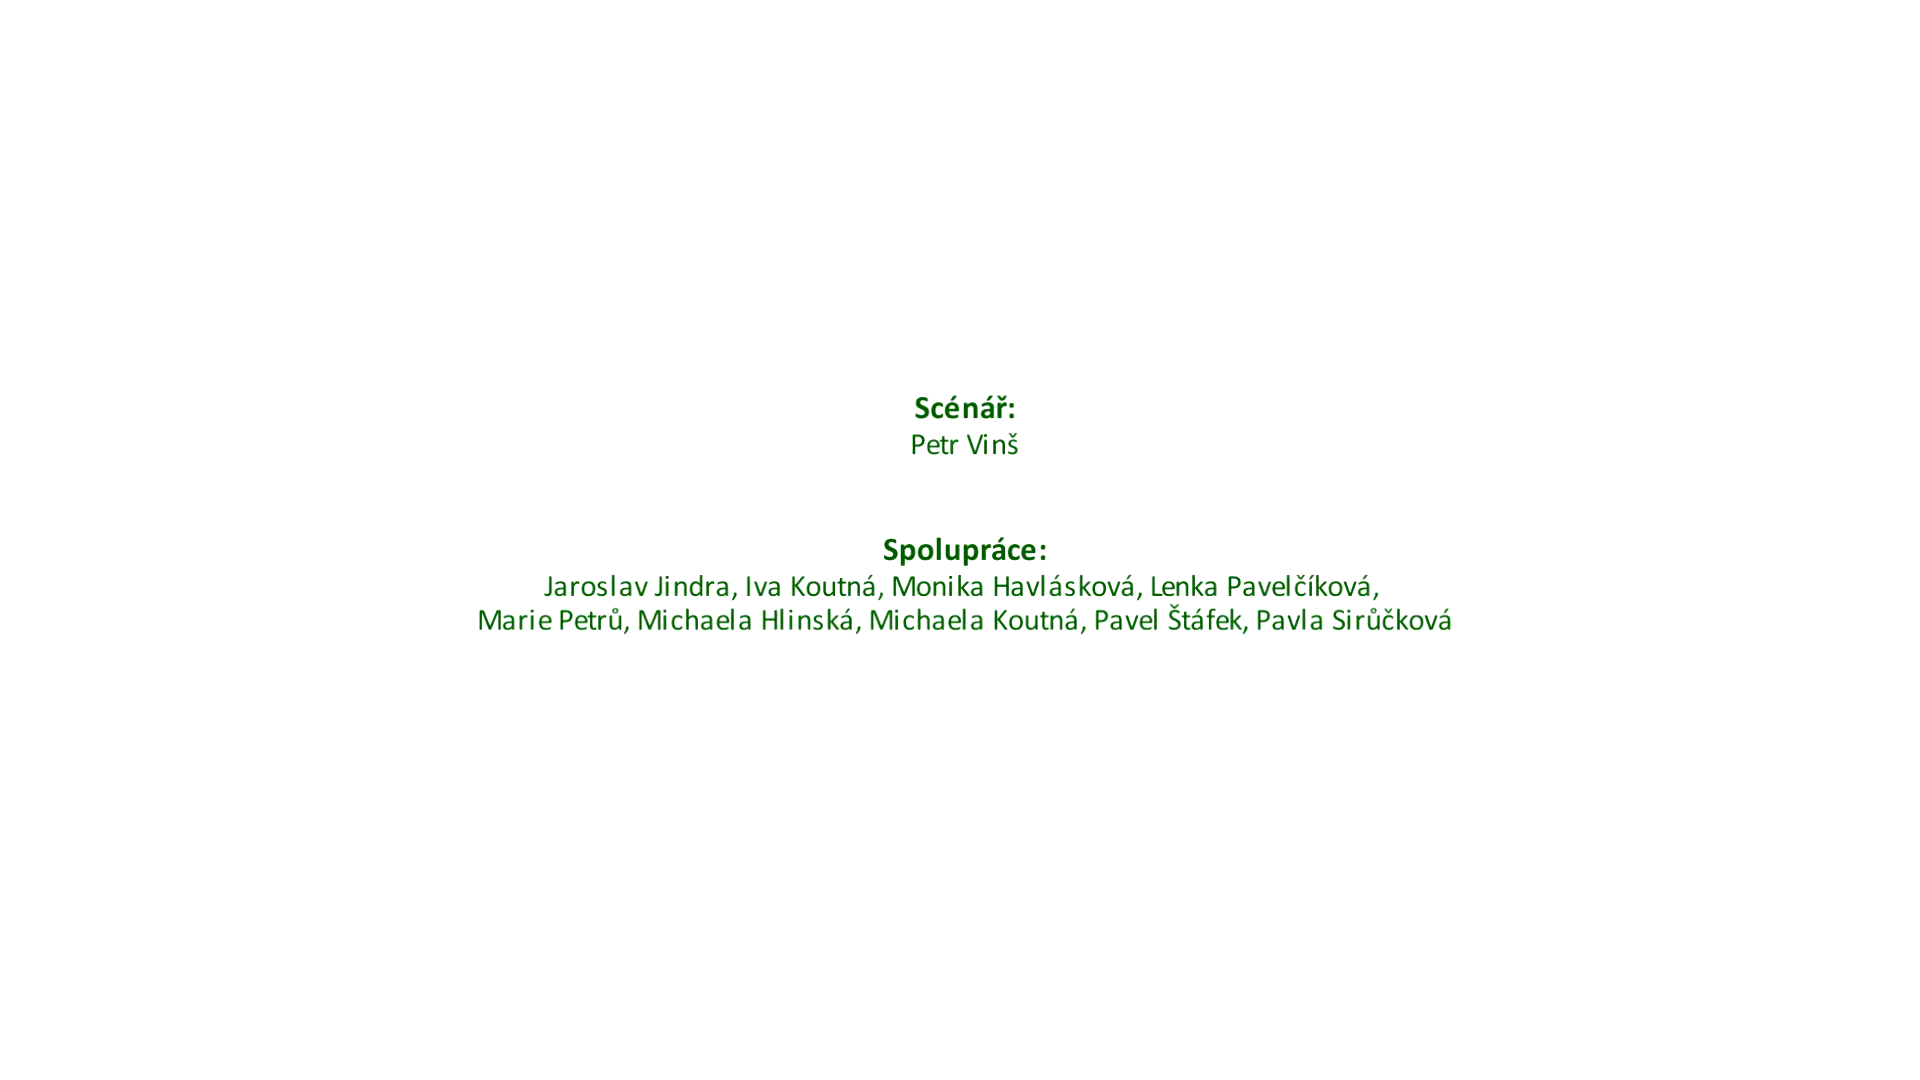 Scénář:
Petr Vinš
Spolupráce:
Jaroslav Jindra, Iva Koutná, Monika Havlásková, Lenka Pavelčíková,
Marie Petrů, Michaela Hlinská, Michaela Koutná, Pavel Štáfek, Pavla Sirůčková